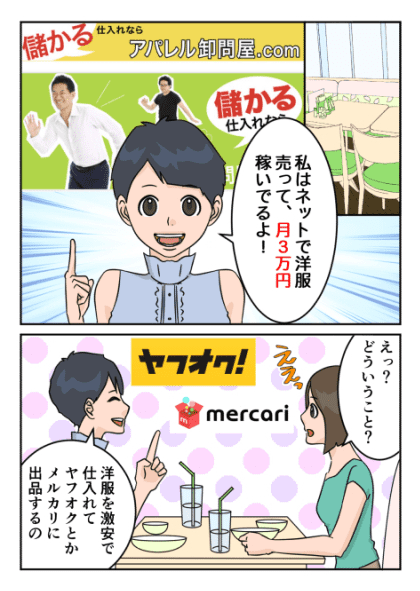 儲かる
仕入れなら
アパレル卸問屋.com
儲かる
仕入れなら
私はネットで洋服
売って、月3万円
稼いでるよ!
えっ?
どういうこと?
ええっ
ヤフオク!
mercari
洋服を激安で
仕入れて
ヤフオクとか
メルカリに
出品するの